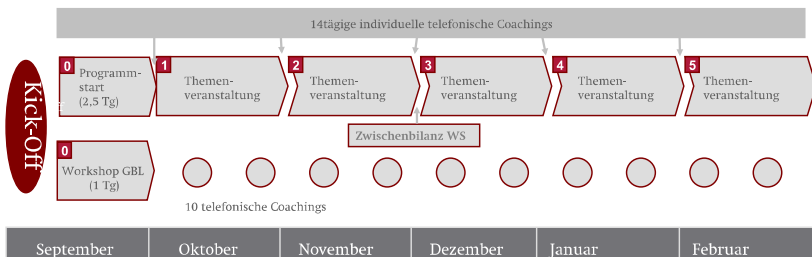 14tägige individuelle telefonische Coachings
Kick-Off
0
Programm-
start
(2,5 Tg)
1
Themen-
veranstaltung
2
Themen-
veranstaltung
3
Themen-
veranstaltung
4
Themen-
veranstaltung
5
Themen-
veranstaltung
Zwischenbilanz WS
0
Workshop GBL
(1 Tg)
10 telefonische Coachings
September
Oktober
November
Dezember
Januar
Februar